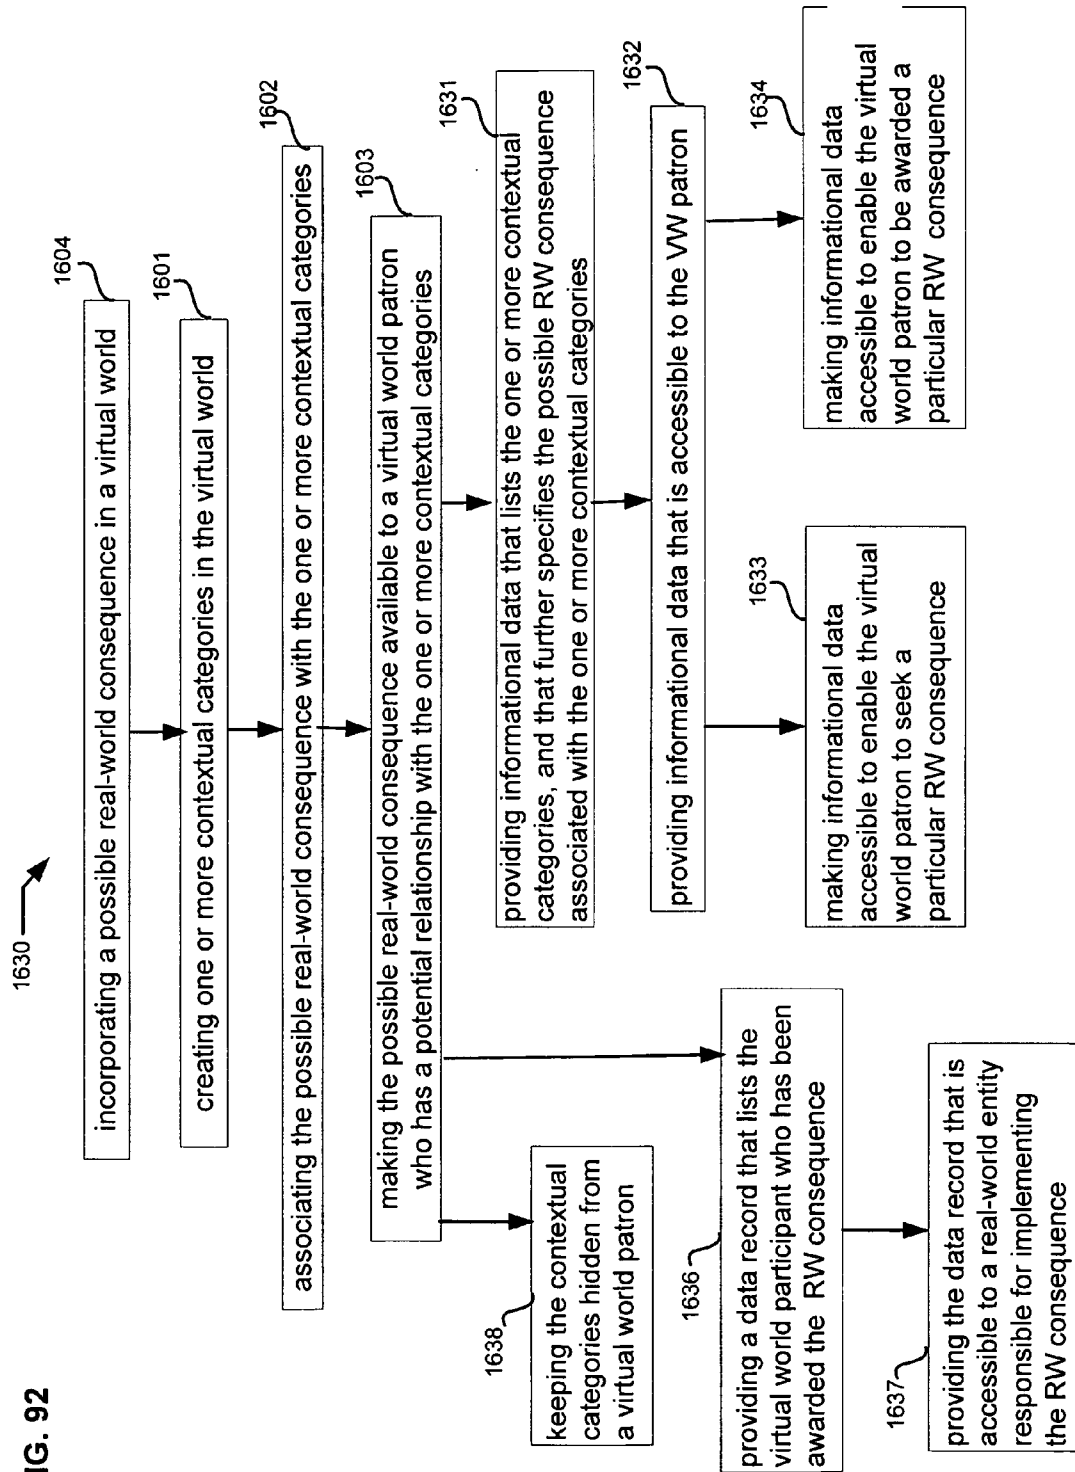 1630
1604
incorporating a possible real-world consequence in a virtual world
1601
creating one or more contextual categories in the virtual world
1602
associating the possible real-world consequence with the one or more contextual categories
1603
making the possible real-world consequence available to a virtual world patron
who has a potential relationship with the one or more contextual categories
1631
providing informational data that lists the one or more contextual
categories, and that further specifies the possible RW consequence
associated with the one or more contextual categories
1632
providing informational data that is accessible to the VW patron
1633
making informational data
accessible to enable the virtual
world patron to seek a
particular RW consequence
1634
making informational data
accessible to enable the virtual
world patron to be awarded a
particular RW consequence
1638
keeping the contextual
categories hidden from
a virtual world patron
1636
providing a data record that lists the
virtual world participant who has been
awarded the RW consequence
1637
providing the data record that is
accessible to a real-world entity
responsible for implementing
the RW consequence
IG. 92